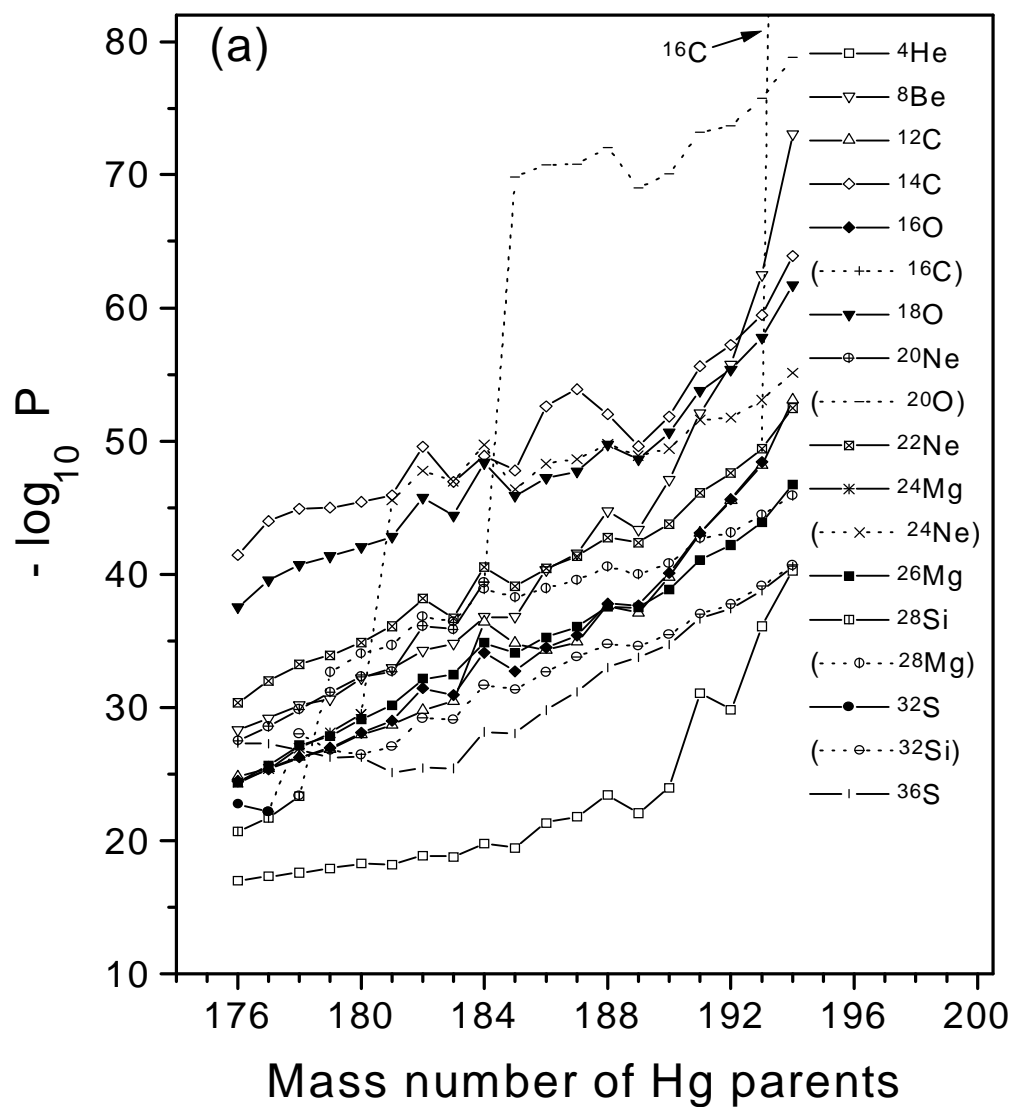 (a)
¹⁶C
80
70
60
50
40
30
20
10
- log₁₀ P
⁴He
⁸Be
¹²C
¹⁴C
¹⁶O
( ¹⁶C)
¹⁸O
²⁰Ne
( ²⁰O)
²²Ne
²⁴Mg
( ²⁴Ne)
²⁶Mg
²⁸Si
(²⁸Mg)
³²S
(³²Si)
³⁶S
176 180 184 188 192 196 200
Mass number of Hg parents